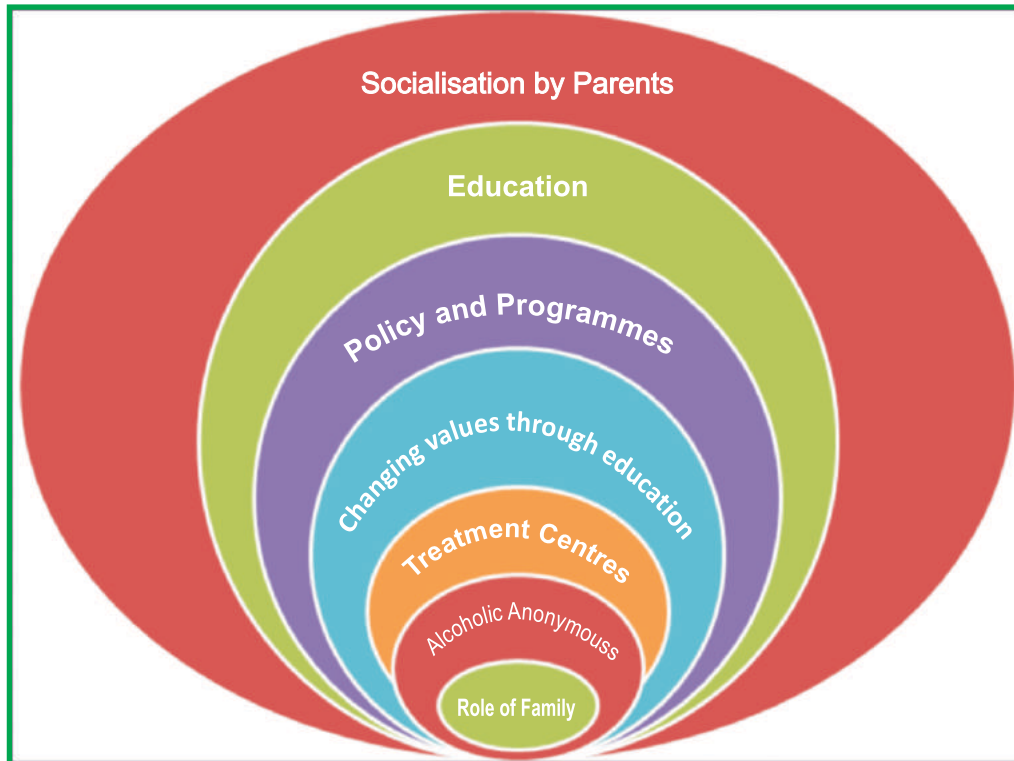 Socialisation by Parents
Education
Policy and Programmes
Changing values through education
Treatment Centres
Alcoholic Anonymouss
Role of Family